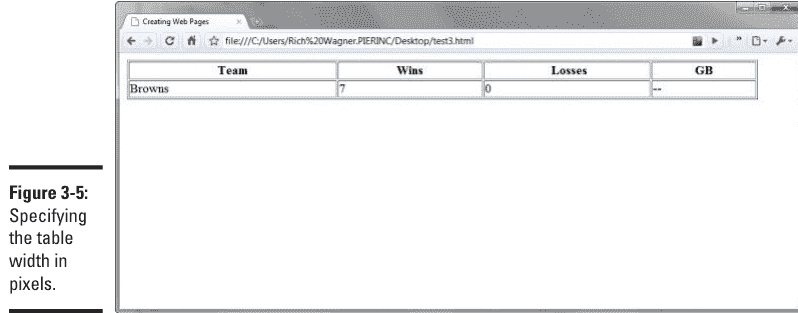 Creating Web Pages
file:///C:/Users/Rich%20Wagner.PIERINC/Desktop/test3.html
Team Wins Losses GB
Browns 7 0 --
Figure 3-5:
Specifying
the table
width in
pixels.